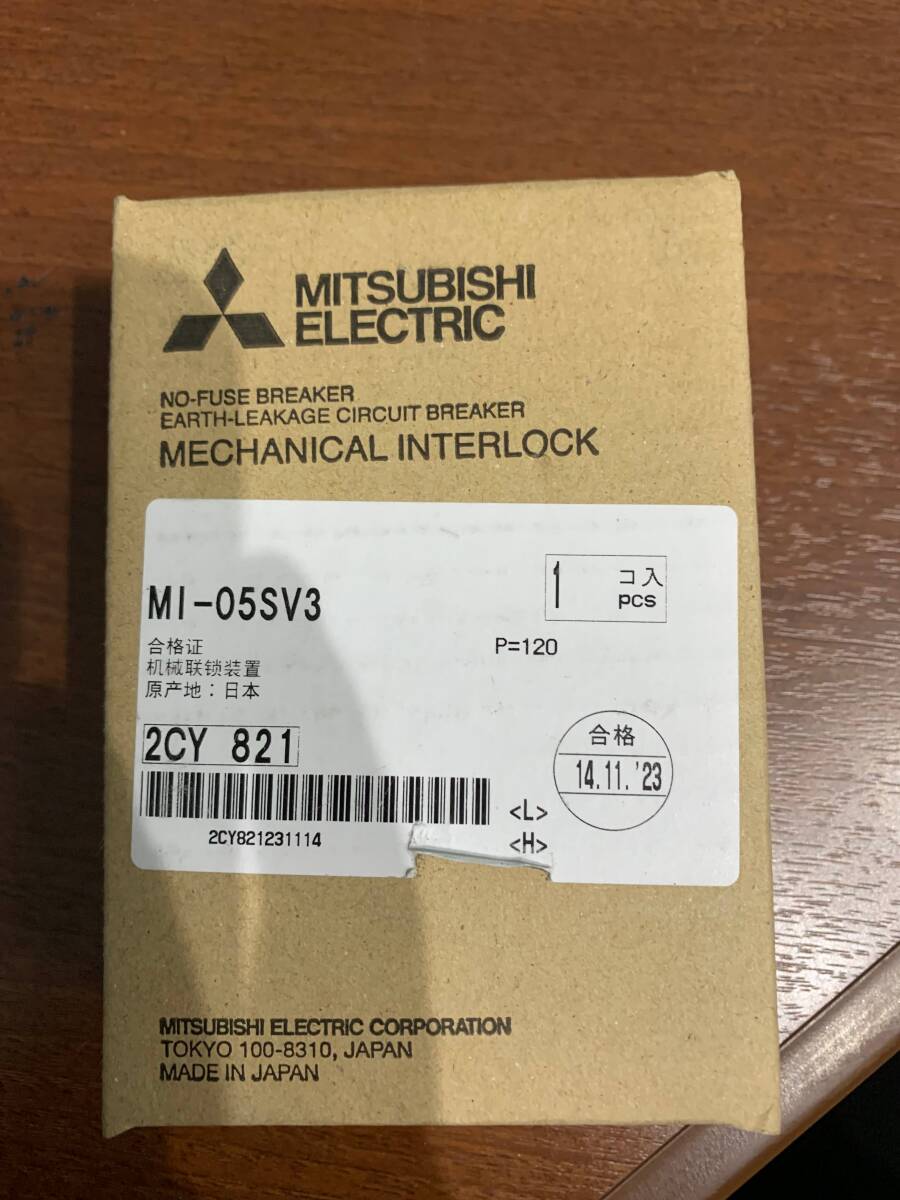 MITSUBISHI
ELECTRIC
NO-FUSE BREAKER
EARTH-LEAKAGE CIRCUIT BREAKER
MECHANICAL INTERLOCK
MI-05SV3
1 コ入
pcs
合格证
P=120
机械联锁装置
原产地：日本
2CY 821
合格
14.11.'23
<L>
2CY821231114
<H>
MITSUBISHI ELECTRIC CORPORATION
TOKYO 100-8310, JAPAN
MADE IN JAPAN